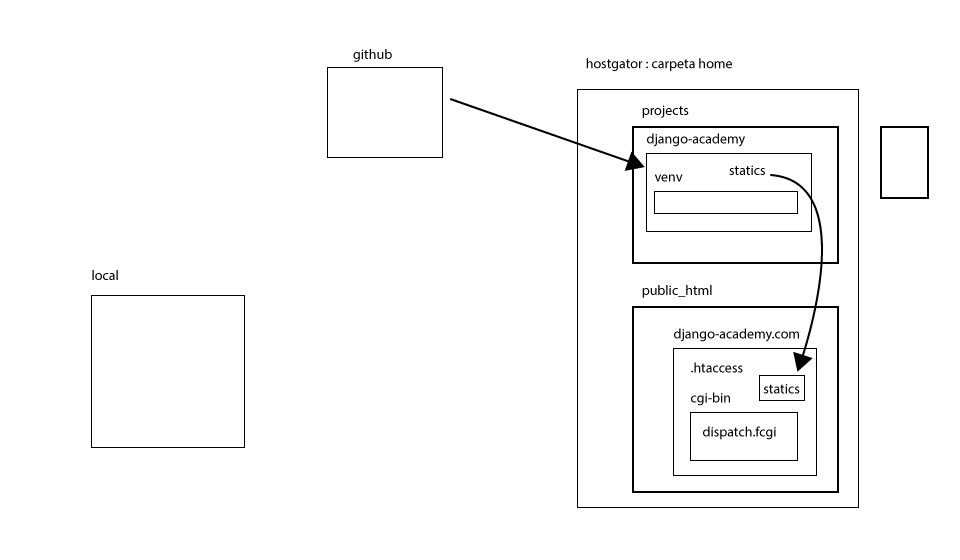 github
hostgator : carpeta home
projects
django-academy
statics
venv
local
public_html
django-academy.com
.htaccess
statics
cgi-bin
dispatch.fcgi